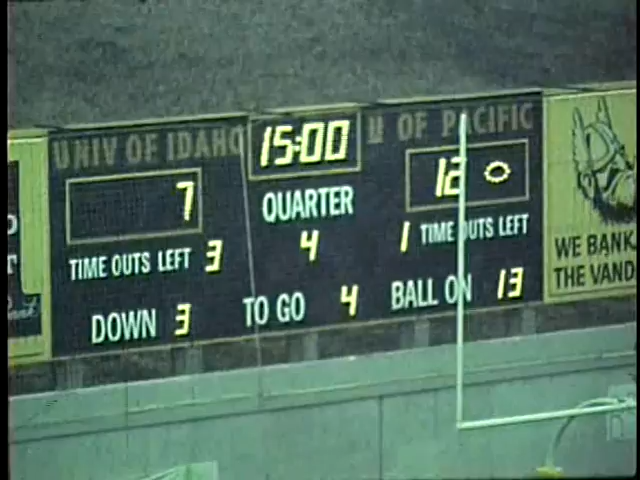 UNIV OF IDAHO 15:00 U OF PACIFIC
7 QUARTER 12
TIME OUTS LEFT 3 4 1 TIME OUTS LEFT
DOWN 3 TO GO 4 BALL ON 13
WE BANK
THE VAND